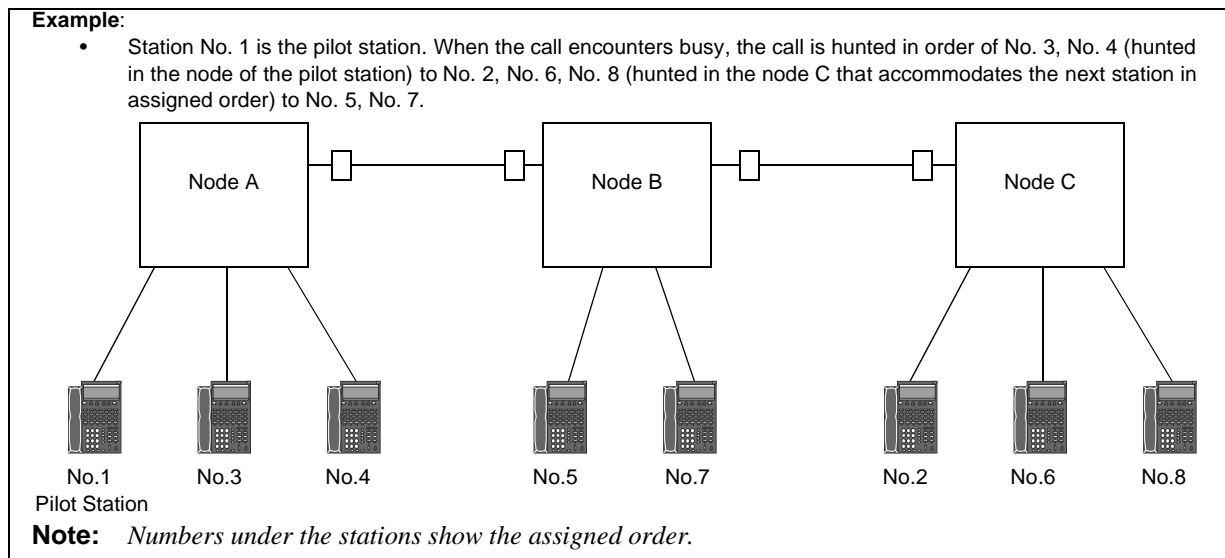 Example:
• Station No. 1 is the pilot station. When the call encounters busy, the call is hunted in order of No. 3, No. 4 (hunted
in the node of the pilot station) to No. 2, No. 6, No. 8 (hunted in the node C that accommodates the next station in
assigned order) to No. 5, No. 7.
Node A Node B Node C
No.1 No.3 No.4 No.5 No.7 No.2 No.6 No.8
Pilot Station
Note: Numbers under the stations show the assigned order.